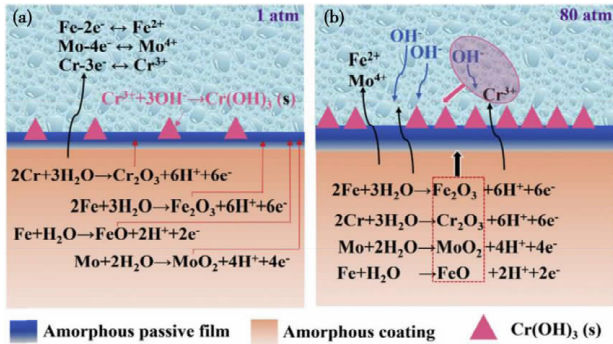 (a)
1 atm
Fe-2e⁻ ↔ Fe²⁺
Mo-4e⁻ ↔ Mo⁴⁺
Cr-3e⁻ ↔ Cr³⁺
Cr³⁺+3OH⁻→Cr(OH)₃ (s)
2Cr+3H₂O→Cr₂O₃+6H⁺+6e⁻
2Fe+3H₂O→Fe₂O₃+6H⁺+6e⁻
Fe+H₂O→FeO+2H⁺+2e⁻
Mo+2H₂O→MoO₂+4H⁺+4e⁻
(b)
80 atm
OH⁻
OH⁻
OH⁻
Fe²⁺
Mo⁴⁺
Cr³⁺
2Fe+3H₂O→Fe₂O₃+6H⁺+6e⁻
2Cr+3H₂O→Cr₂O₃+6H⁺+6e⁻
Mo+2H₂O→MoO₂+4H⁺+4e⁻
Fe+H₂O →FeO +2H⁺+2e⁻
Amorphous passive film
Amorphous coating
Cr(OH)₃ (s)